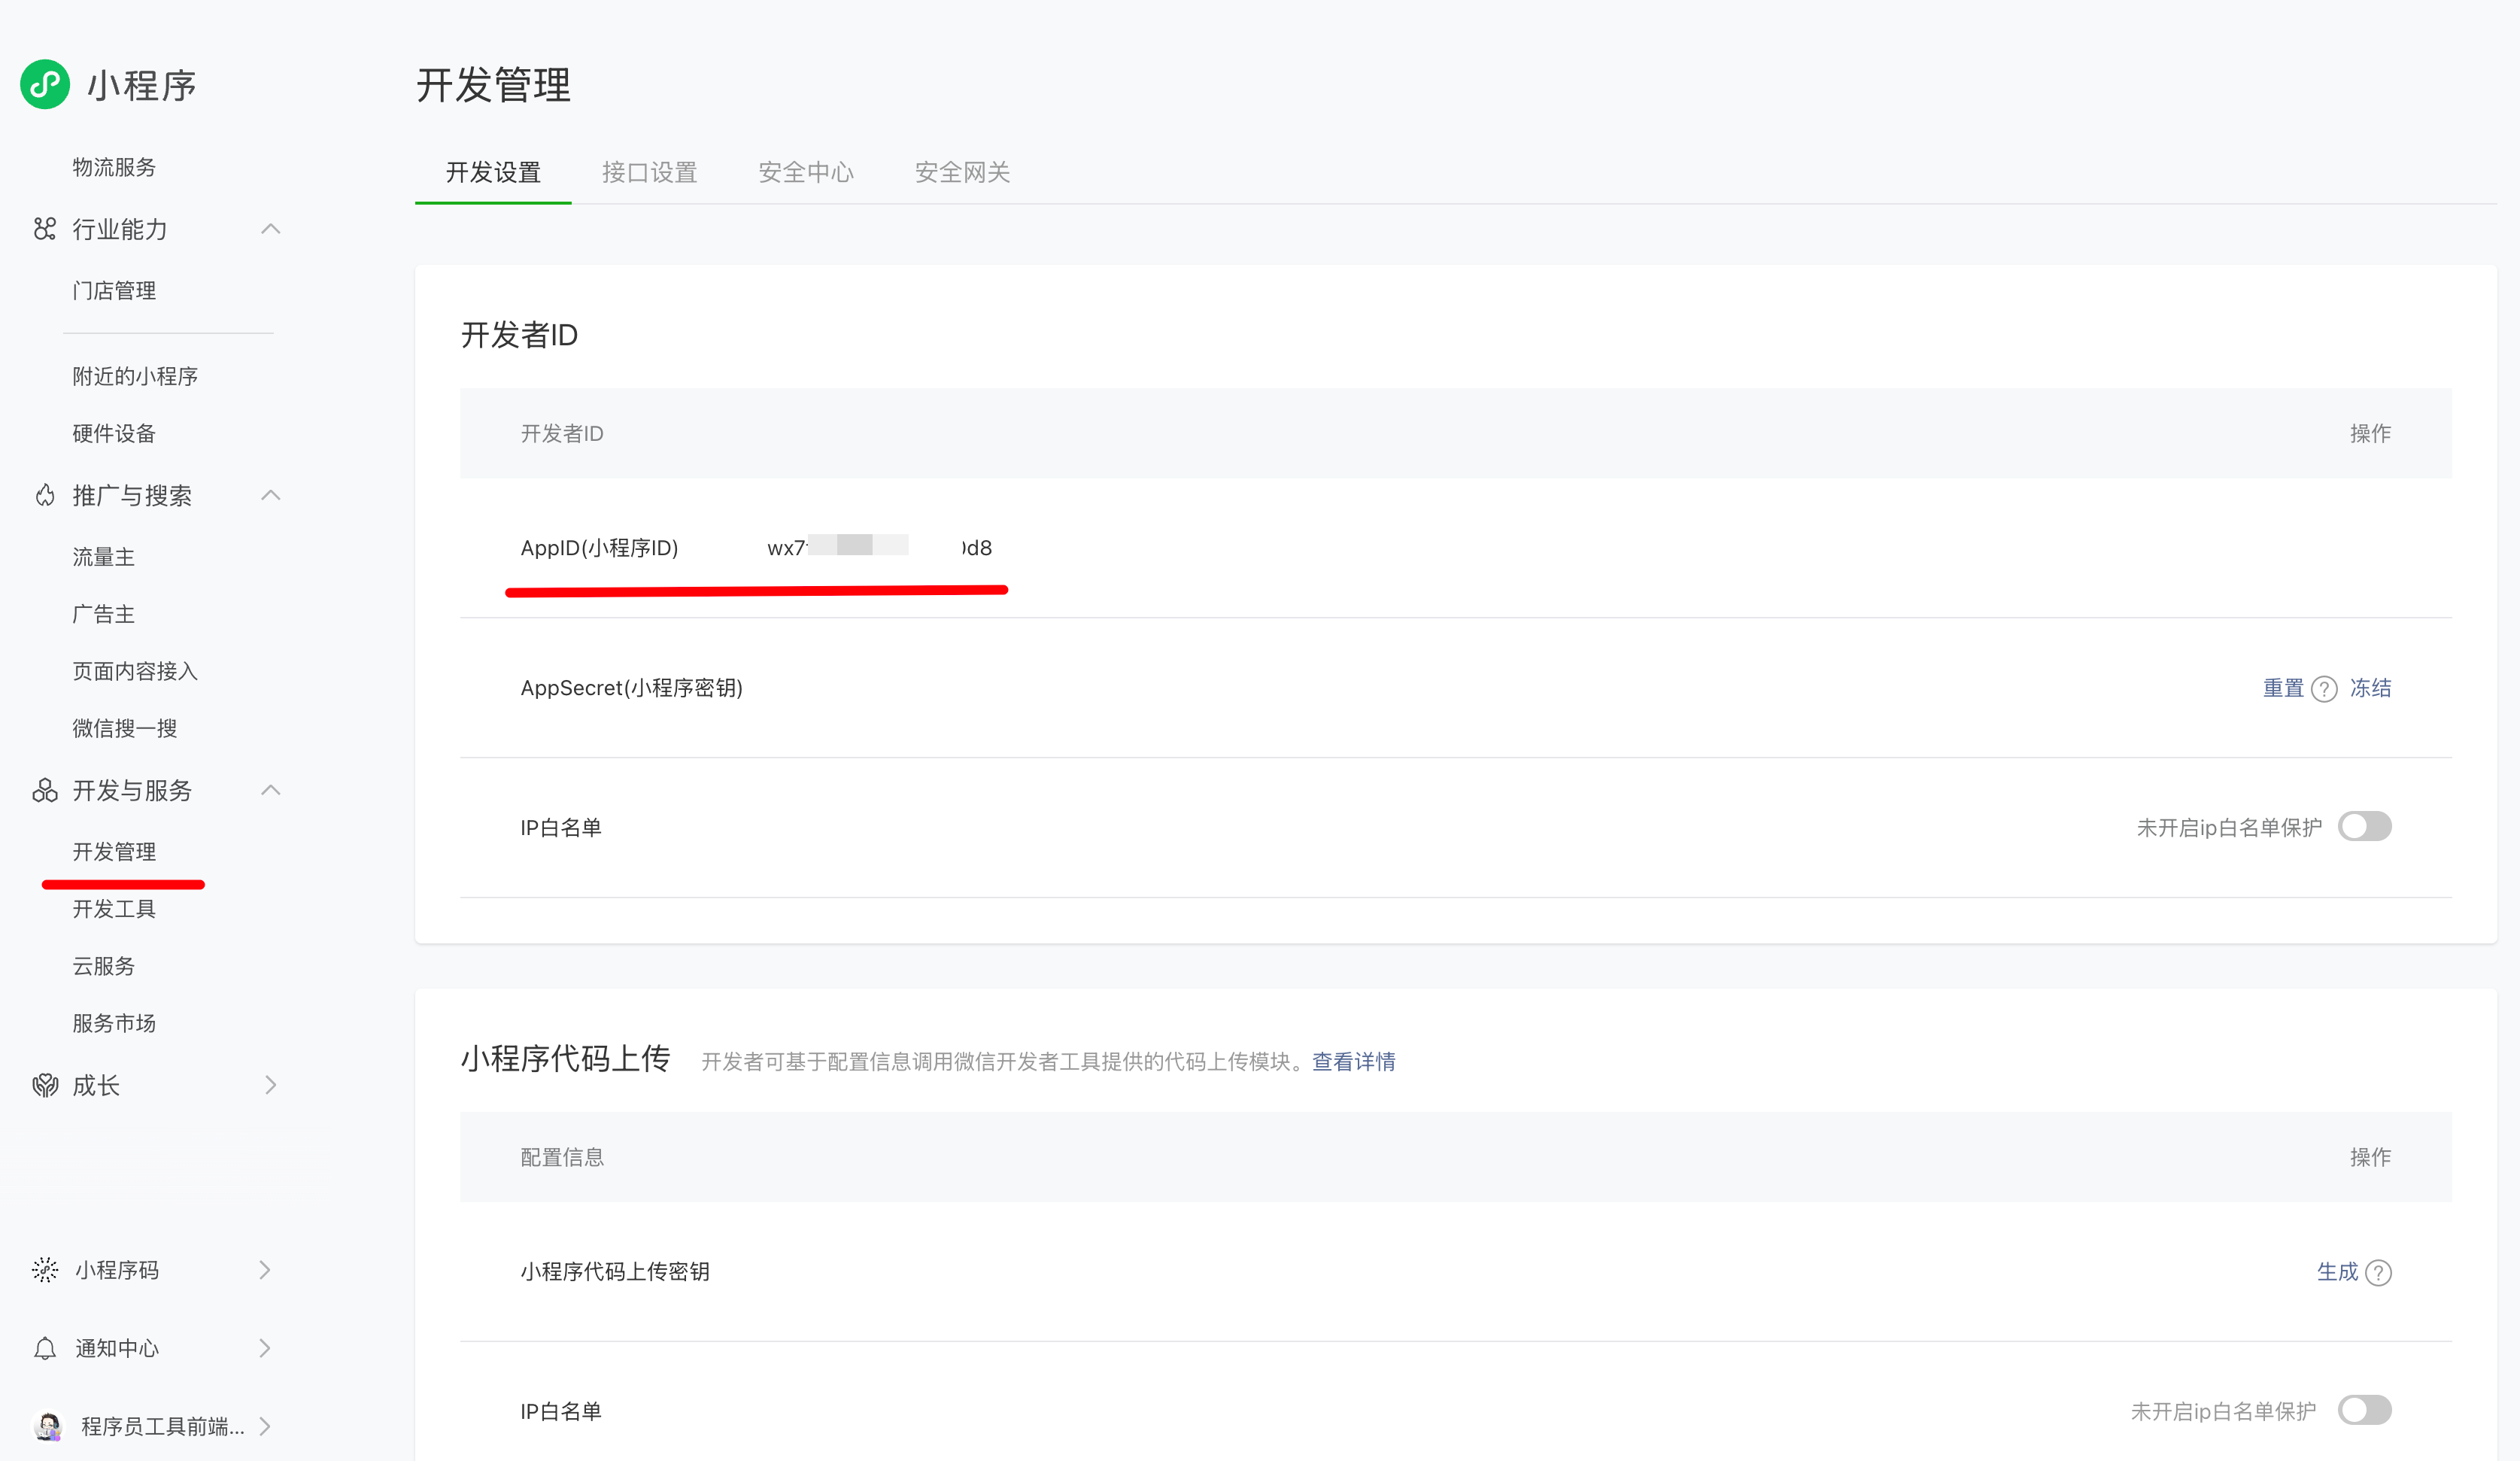 小程序
物流服务
行业能力
门店管理
附近的小程序
硬件设备
推广与搜索
流量主
广告主
页面内容接入
微信搜一搜
开发与服务
开发管理
开发工具
云服务
服务市场
成长
小程序码
通知中心
程序员工具前端...
开发管理
开发设置 接口设置 安全中心 安全网关
开发者ID
开发者ID 操作
AppID(小程序ID) wx7 d8
AppSecret(小程序密钥) 重置 ? 冻结
IP白名单 未开启ip白名单保护
小程序代码上传 开发者可基于配置信息调用微信开发者工具提供的代码上传模块。查看详情
配置信息 操作
小程序代码上传密钥 生成 ?
IP白名单 未开启ip白名单保护